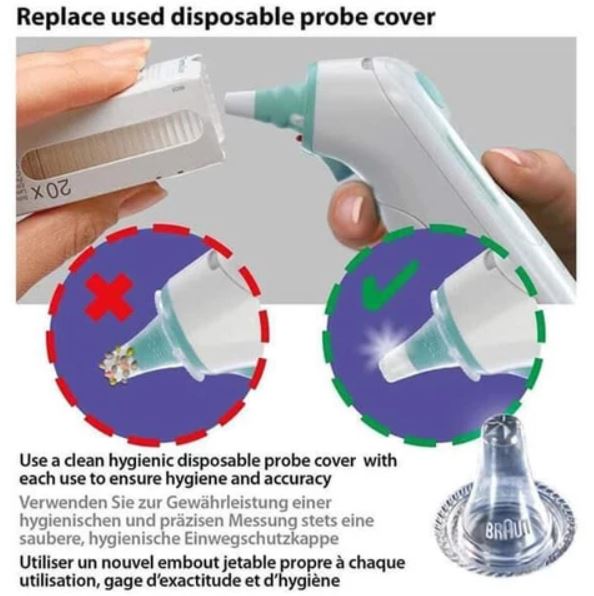 Replace used disposable probe cover
20 x
Use a clean hygienic disposable probe cover with
each use to ensure hygiene and accuracy
Verwenden Sie zur Gewährleistung einer
hygienischen und präzisen Messung stets eine
saubere, hygienische Einwegschutzkappe
Utiliser un nouvel embout jetable propre à chaque
utilisation, gage d'exactitude et d'hygiène
BRAUN